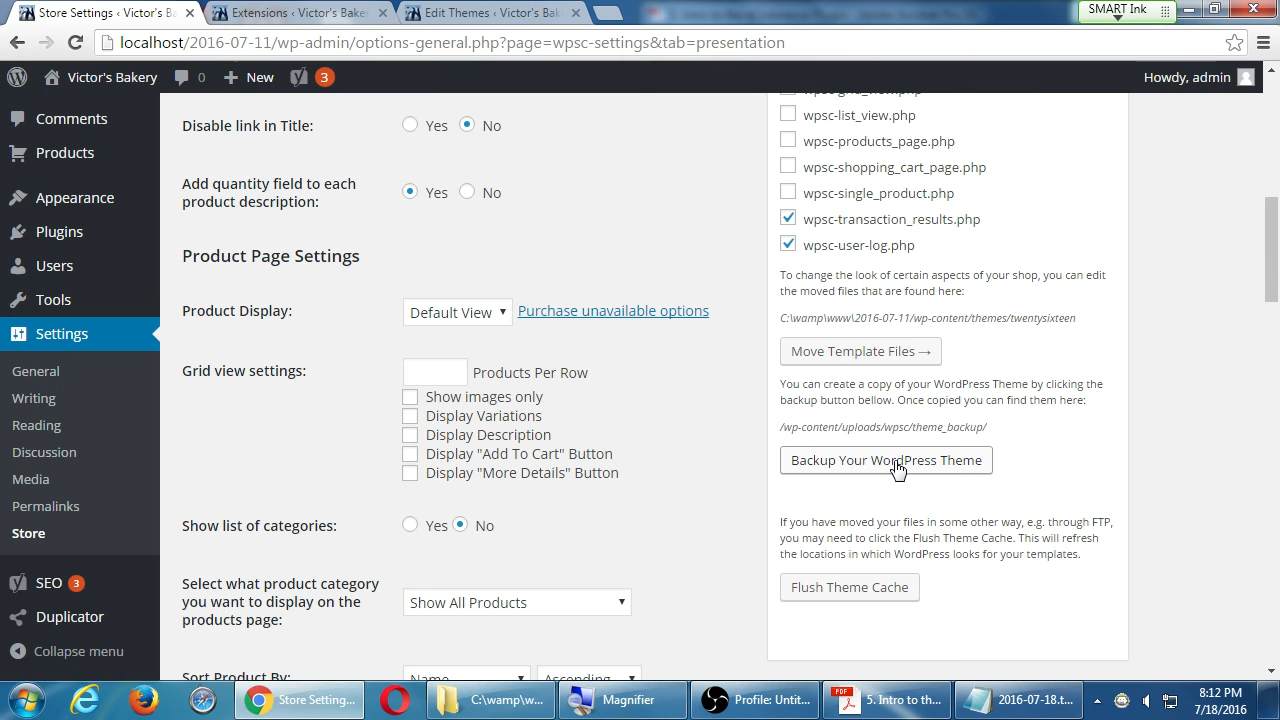 Store Settings ‹ Victor's B
Extensions ‹ Victor's Bake
Edit Themes ‹ Victor's Bak
SMART Ink
localhost/2016-07-11/wp-admin/options-general.php?page=wpsc-settings&tab=presentation
Victor's Bakery
0
New
3
Howdy, admin
Comments
Products
Appearance
Plugins
Users
Tools
Settings
General
Writing
Reading
Discussion
Media
Permalinks
Store
SEO 3
Duplicator
Collapse menu
Disable link in Title:
Yes
No
Add quantity field to each
product description:
Yes
No
Product Page Settings
Product Display:
Default View
Purchase unavailable options
Grid view settings:
Products Per Row
Show images only
Display Variations
Display Description
Display "Add To Cart" Button
Display "More Details" Button
Show list of categories:
Yes
No
Select what product category
you want to display on the
products page:
Show All Products
Sort Product By:
Name
Ascending
wpsc-grid_view.php
wpsc-list_view.php
wpsc-products_page.php
wpsc-shopping_cart_page.php
wpsc-single_product.php
wpsc-transaction_results.php
wpsc-user-log.php
To change the look of certain aspects of your shop, you can edit
the moved files that are found here:
C:\wamp\www\2016-07-11/wp-content/themes/twentysixteen
Move Template Files →
You can create a copy of your WordPress Theme by clicking the
backup button bellow. Once copied you can find them here:
/wp-content/uploads/wpsc/theme_backup/
Backup Your WordPress Theme
If you have moved your files in some other way, e.g. through FTP,
you may need to click the Flush Theme Cache. This will refresh
the locations in which WordPress looks for your templates.
Flush Theme Cache
Store Setting...
C:\wamp\w...
Magnifier
Profile: Untit...
5. Intro to th...
2016-07-18.t...
8:12 PM
7/18/2016